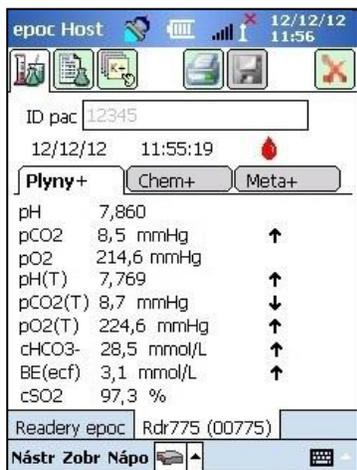 epoc Host 12/12/12
11:56
ID pac 12345
12/12/12 11:55:19
Plyny+ Chem+ Meta+
pH 7,860
pCO2 8,5 mmHg ↑
pO2 214,6 mmHg
pH(T) 7,769 ↑
pCO2(T) 8,7 mmHg ↓
pO2(T) 224,6 mmHg ↑
cHCO3- 28,5 mmol/L ↑
BE(ecf) 3,1 mmol/L ↑
cSO2 97,3 %
Readery epoc Rdr775 (00775)
Nástr Zobr Nápo